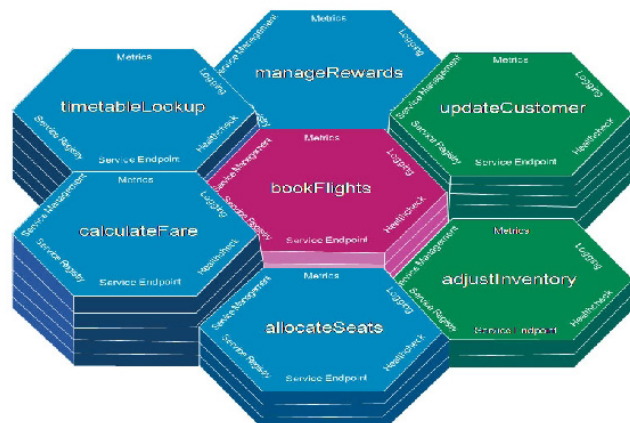 Metrics
Service Management
Logging
manageRewards
Metrics
Logging
timetableLookup
Service Registry
Healthcheck
Service Endpoint
Metrics
Service Management
Logging
updateCustomer
Service Registry
Healthcheck
Service Endpoint
Metrics
Service Management
Logging
bookFlights
Service Registry
Healthcheck
Service Endpoint
Metrics
Service Management
Logging
calculateFare
Service Registry
Healthcheck
Service Endpoint
Metrics
Service Management
Logging
adjustInventory
Service Registry
Healthcheck
Service Endpoint
Metrics
Service Management
Logging
allocateSeats
Service Registry
Healthcheck
Service Endpoint